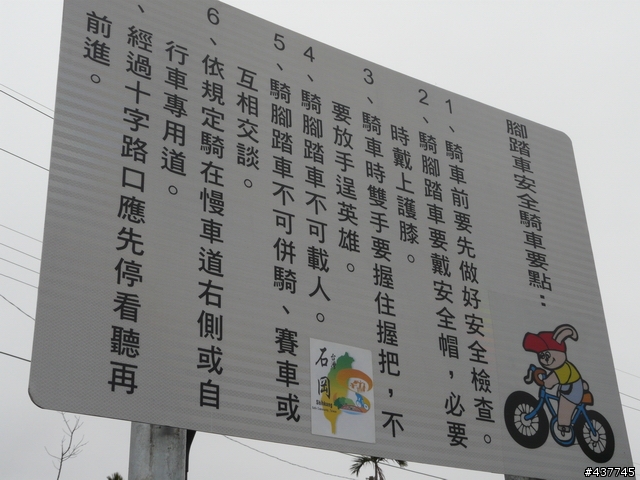 腳踏車安全騎車要點：
1、騎車前要先做好安全檢查。
2、騎腳踏車要戴安全帽，必要
時戴上護膝。
3、騎車時雙手要握住握把，不
要放手逞英雄。
4、騎腳踏車不可載人。
5、騎腳踏車不可併騎、賽車或
互相交談。
6、依規定騎在慢車道右側或自
行車專用道。
、經過十字路口應先停看聽再
前進。
石岡
#437745